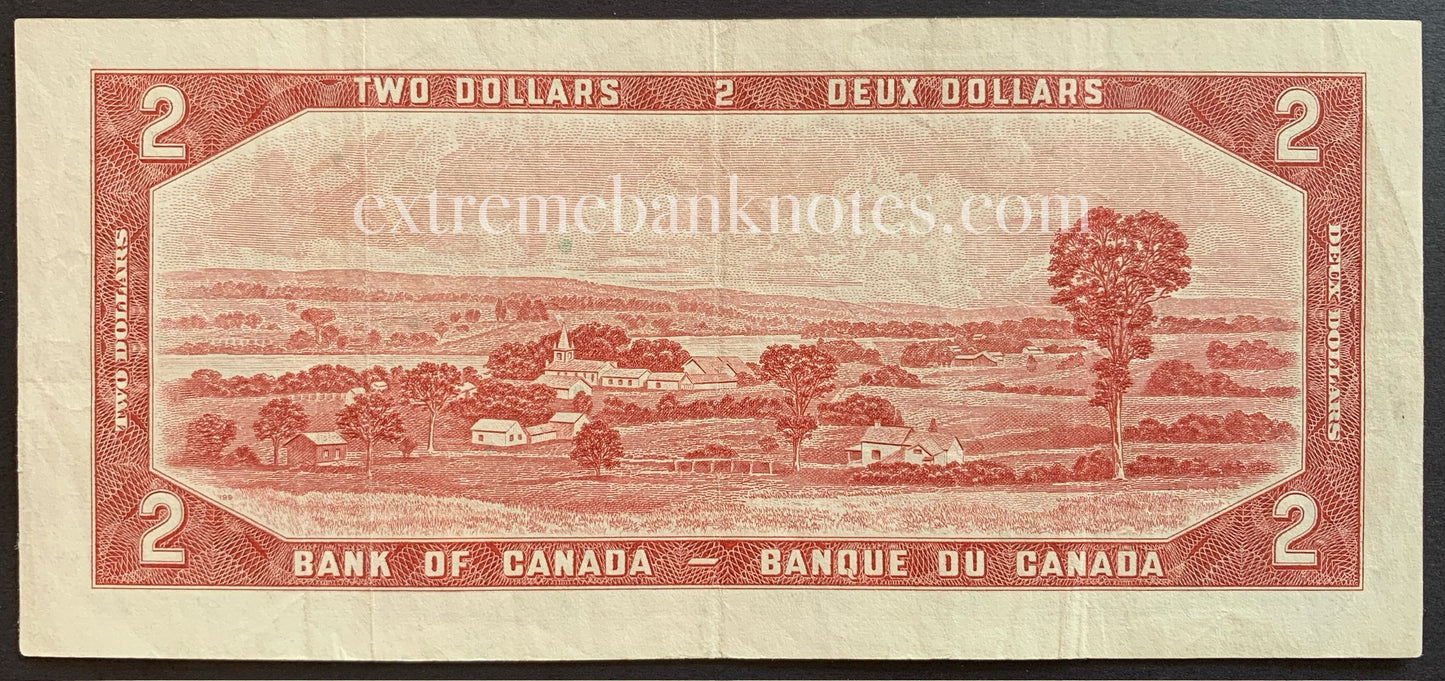 TWO DOLLARS 2 DEUX DOLLARS
2 2
extremebanknotes.com
TWO DOLLARS
DEUX DOLLARS
199
2 2
BANK OF CANADA – BANQUE DU CANADA